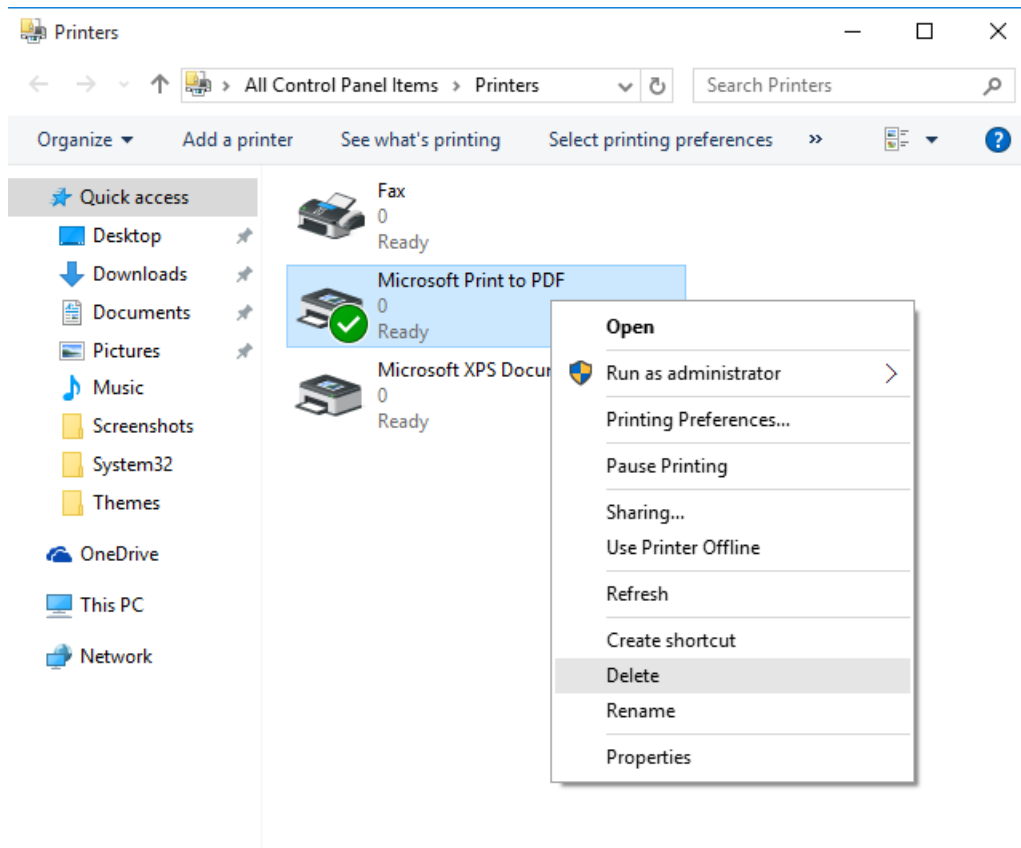 Printers
All Control Panel Items > Printers
Search Printers
Organize Add a printer See what's printing Select printing preferences »
Quick access
Desktop
Downloads
Documents
Pictures
Music
Screenshots
System32
Themes
OneDrive
This PC
Network
Fax
0
Ready
Microsoft Print to PDF
0
Ready
Microsoft XPS Docu
0
Ready
Open
Run as administrator
Printing Preferences...
Pause Printing
Sharing...
Use Printer Offline
Refresh
Create shortcut
Delete
Rename
Properties